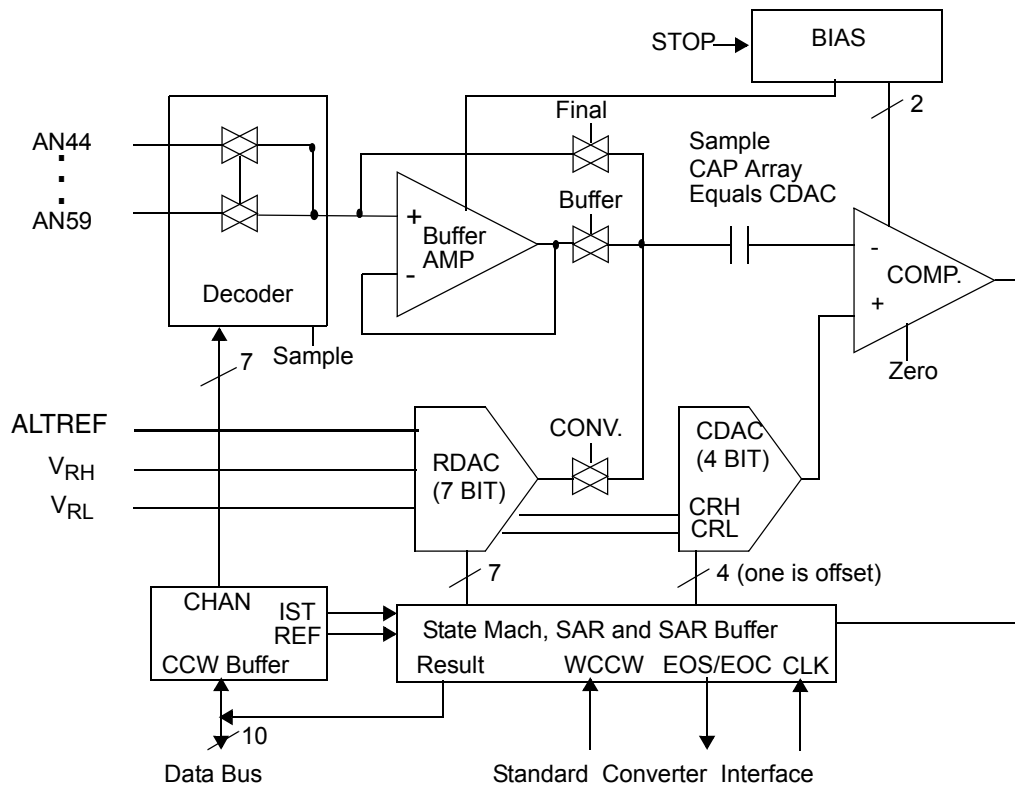 STOP
BIAS
2
AN44
AN59
Decoder
Sample
7
Final
Buffer
+
-
Buffer
AMP
Sample
CAP Array
Equals CDAC
-
+
COMP.
Zero
ALTREF
VRH
VRL
RDAC
(7 BIT)
CONV.
CDAC
(4 BIT)
CRH
CRL
7
4 (one is offset)
CHAN
IST
REF
CCW Buffer
State Mach, SAR and SAR Buffer
Result WCCW EOS/EOC CLK
10
Data Bus
Standard Converter Interface